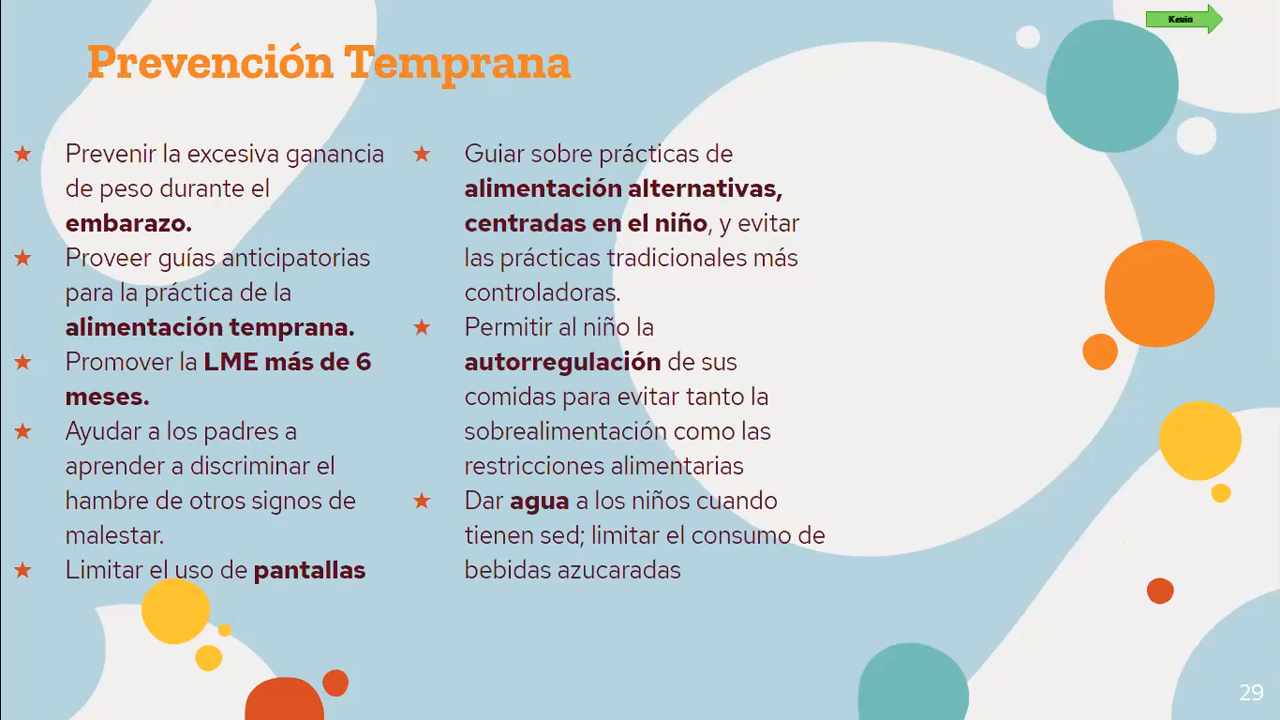 Kevin
Prevención Temprana
Prevenir la excesiva ganancia
de peso durante el
embarazo.
Proveer guías anticipatorias
para la práctica de la
alimentación temprana.
Promover la LME más de 6
meses.
Ayudar a los padres a
aprender a discriminar el
hambre de otros signos de
malestar.
Limitar el uso de pantallas
Guiar sobre prácticas de
alimentación alternativas,
centradas en el niño, y evitar
las prácticas tradicionales más
controladoras.
Permitir al niño la
autorregulación de sus
comidas para evitar tanto la
sobrealimentación como las
restricciones alimentarias
Dar agua a los niños cuando
tienen sed; limitar el consumo de
bebidas azucaradas
29